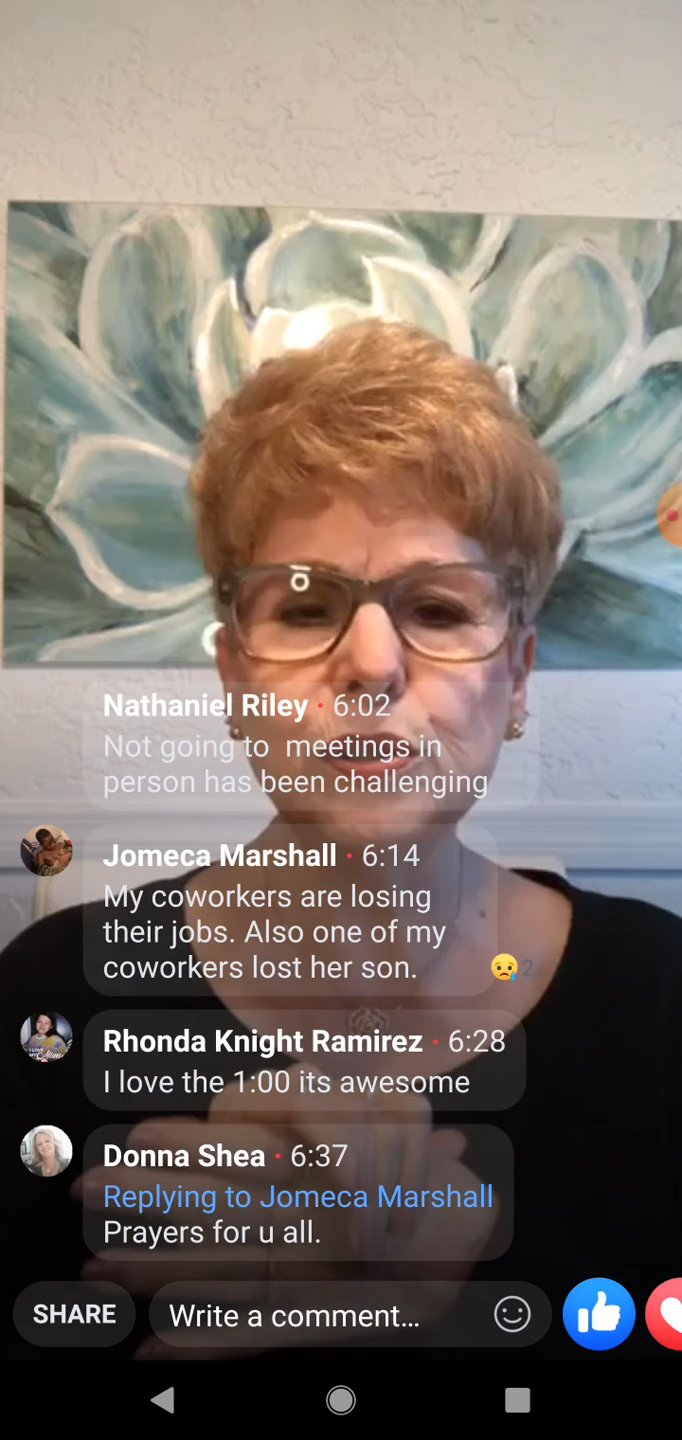 Nathaniel Riley · 6:02
Not going to  meetings in
person has been challenging
Jomeca Marshall · 6:14
My coworkers are losing
their jobs. Also one of my
coworkers lost her son.
😥 2
Rhonda Knight Ramirez · 6:28
I love the 1:00 its awesome
Donna Shea · 6:37
Replying to Jomeca Marshall
Prayers for u all.
SHARE
Write a comment...